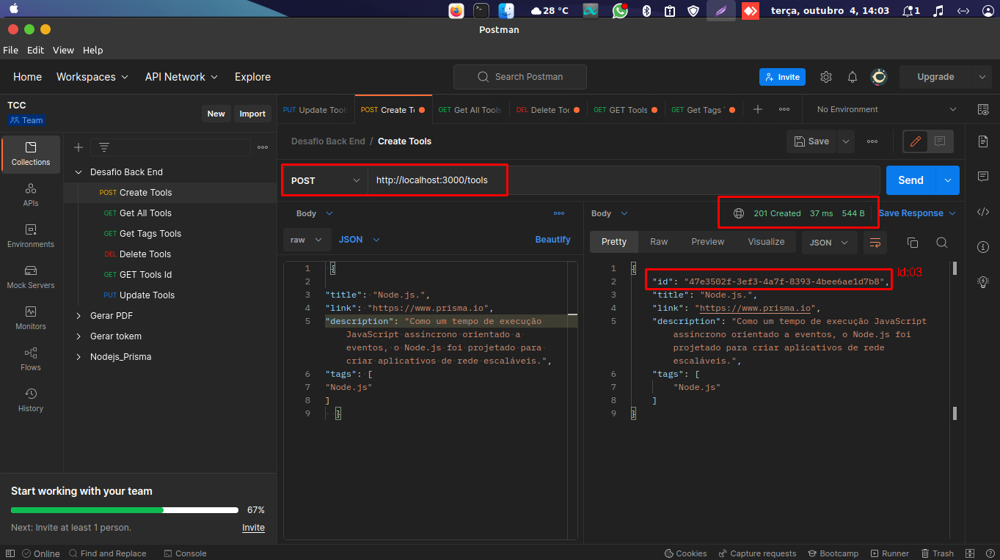 28 °C
terça, outubro 4, 14:03
1
Postman
File Edit View Help
Home Workspaces API Network Explore
Search Postman
Invite
Upgrade
TCC
Team
New Import
PUT Update Tools
POST Create T
GET Get All Tools
DEL Delete Too
GET GET Tools
GET Get Tags T
No Environment
Collections
APIs
Environments
Mock Servers
Monitors
Flows
History
Desafio Back End
POST Create Tools
GET Get All Tools
GET Get Tags Tools
DEL Delete Tools
GET GET Tools Id
PUT Update Tools
Gerar PDF
Gerar tokem
Nodejs_Prisma
Desafio Back End / Create Tools
Save
POST http://localhost:3000/tools
Send
Body
raw JSON Beautify
1 {
2
3 "title": "Node.js.",
4 "link": "https://www.prisma.io",
5 "description": "Como um tempo de execução
JavaScript assíncrono orientado a
eventos, o Node.js foi projetado para
criar aplicativos de rede escaláveis.",
6 "tags": [
7 "Node.js"
8 ]
9 }
Body
201 Created 37 ms 544 B
Save Response
Pretty Raw Preview Visualize JSON
1 {
2 "id": "47e3502f-3ef3-4a7f-8393-4bee6ae1d7b8",
Id:03
3 "title": "Node.js.",
4 "link": "https://www.prisma.io",
5 "description": "Como um tempo de execução JavaScript
assíncrono orientado a eventos, o Node.js foi
projetado para criar aplicativos de rede
escaláveis.",
6 "tags": [
7 "Node.js"
8 ]
9 }
Start working with your team
67%
Next: Invite at least 1 person. Invite
Online Find and Replace Console
Cookies Capture requests Bootcamp Runner Trash